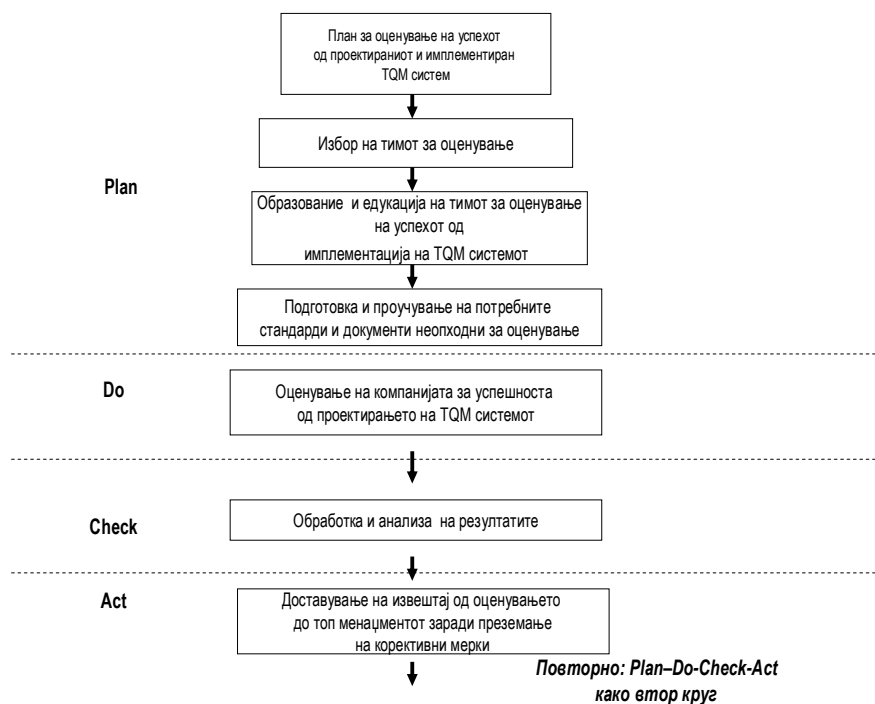 План за оценување на успехот
од проектираниот и имплементиран
TQM систем
Избор на тимот за оценување
Plan
Образование и едукација на тимот за оценување
на успехот од
имплементација на TQM системот
Подготовка и проучување на потребните
стандарди и документи неопходни за оценување
Do
Оценување на компанијата за успешноста
од проектирањето на TQM системот
Check
Обработка и анализа на резултатите
Act
Доставување на извештај од оценувањето
до топ менаџментот заради преземање
на корективни мерки
Повторно: Plan–Do-Check-Act
како втор круг